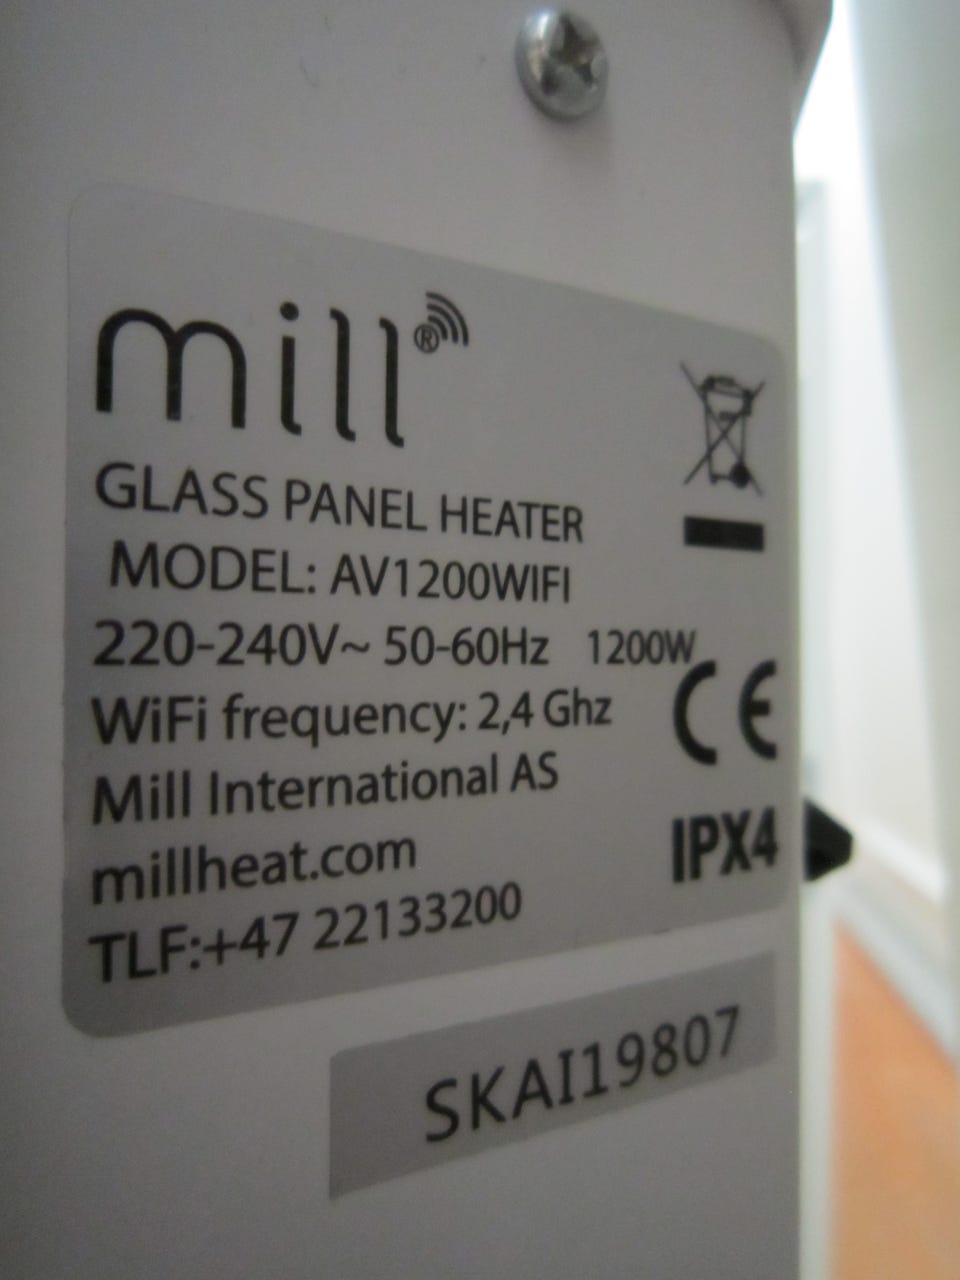 mill®
GLASS PANEL HEATER
MODEL: AV1200WIFI
220-240V~ 50-60Hz 1200W
WiFi frequency: 2,4 Ghz
CE
Mill International AS
millheat.com
IPX4
TLF:+47 22133200
SKAI19807